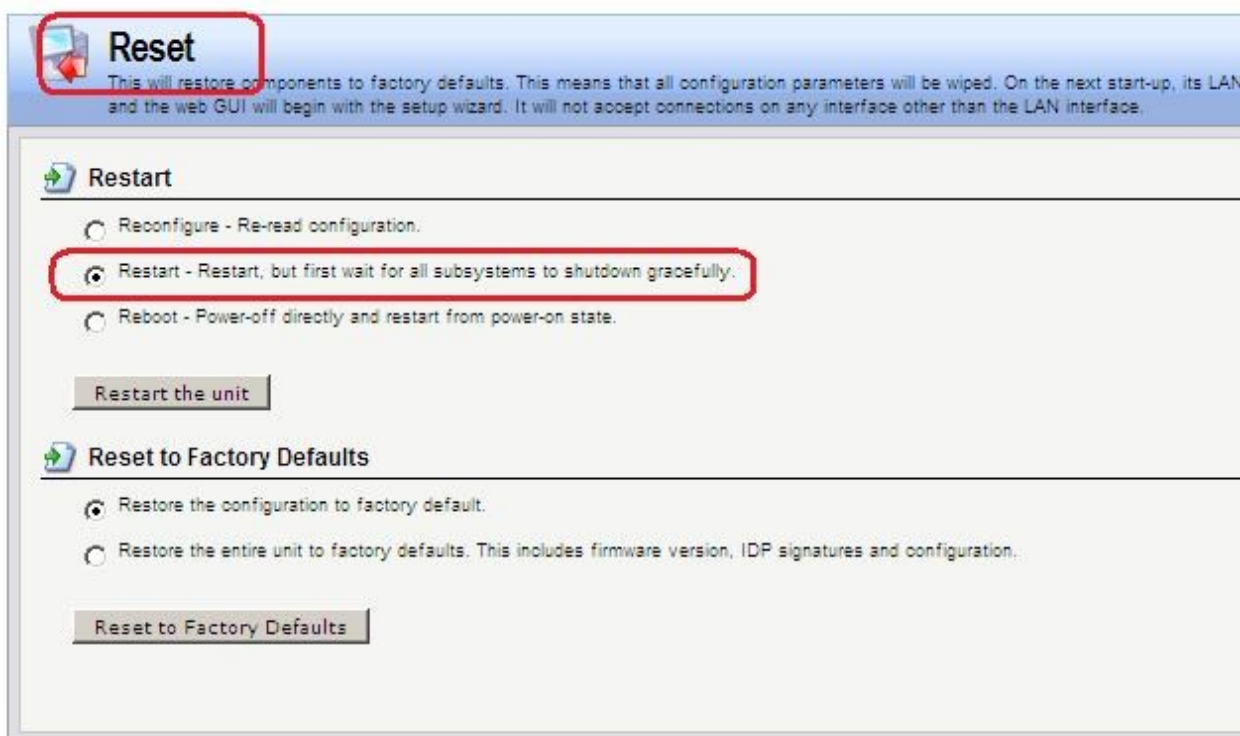 Reset
This will restore components to factory defaults. This means that all configuration parameters will be wiped. On the next start-up, its LAN
and the web GUI will begin with the setup wizard. It will not accept connections on any interface other than the LAN interface.
Restart
Reconfigure - Re-read configuration.
Restart - Restart, but first wait for all subsystems to shutdown gracefully.
Reboot - Power-off directly and restart from power-on state.
Restart the unit
Reset to Factory Defaults
Restore the configuration to factory default.
Restore the entire unit to factory defaults. This includes firmware version, IDP signatures and configuration.
Reset to Factory Defaults